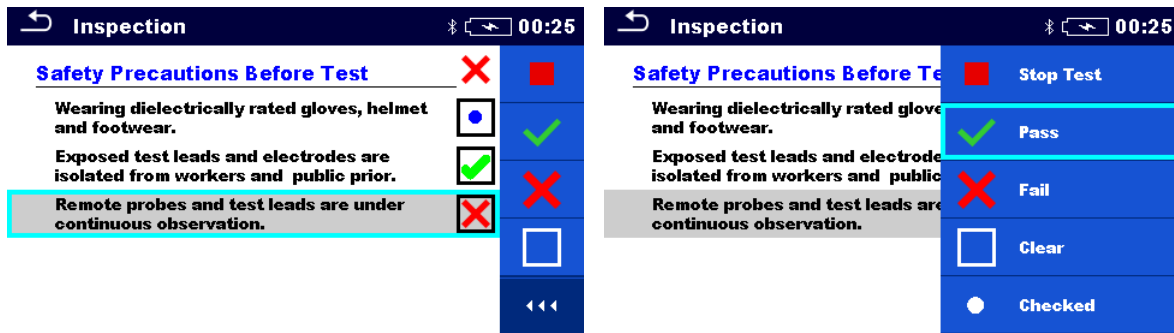 Inspection
00:25
Safety Precautions Before Test
Wearing dielectrically rated gloves, helmet
and footwear.
Exposed test leads and electrodes are
isolated from workers and public prior.
Remote probes and test leads are under
continuous observation.
Inspection
00:25
Safety Precautions Before Te
Wearing dielectrically rated glove
and footwear.
Exposed test leads and electrode
isolated from workers and public
Remote probes and test leads are
continuous observation.
Stop Test
Pass
Fail
Clear
Checked